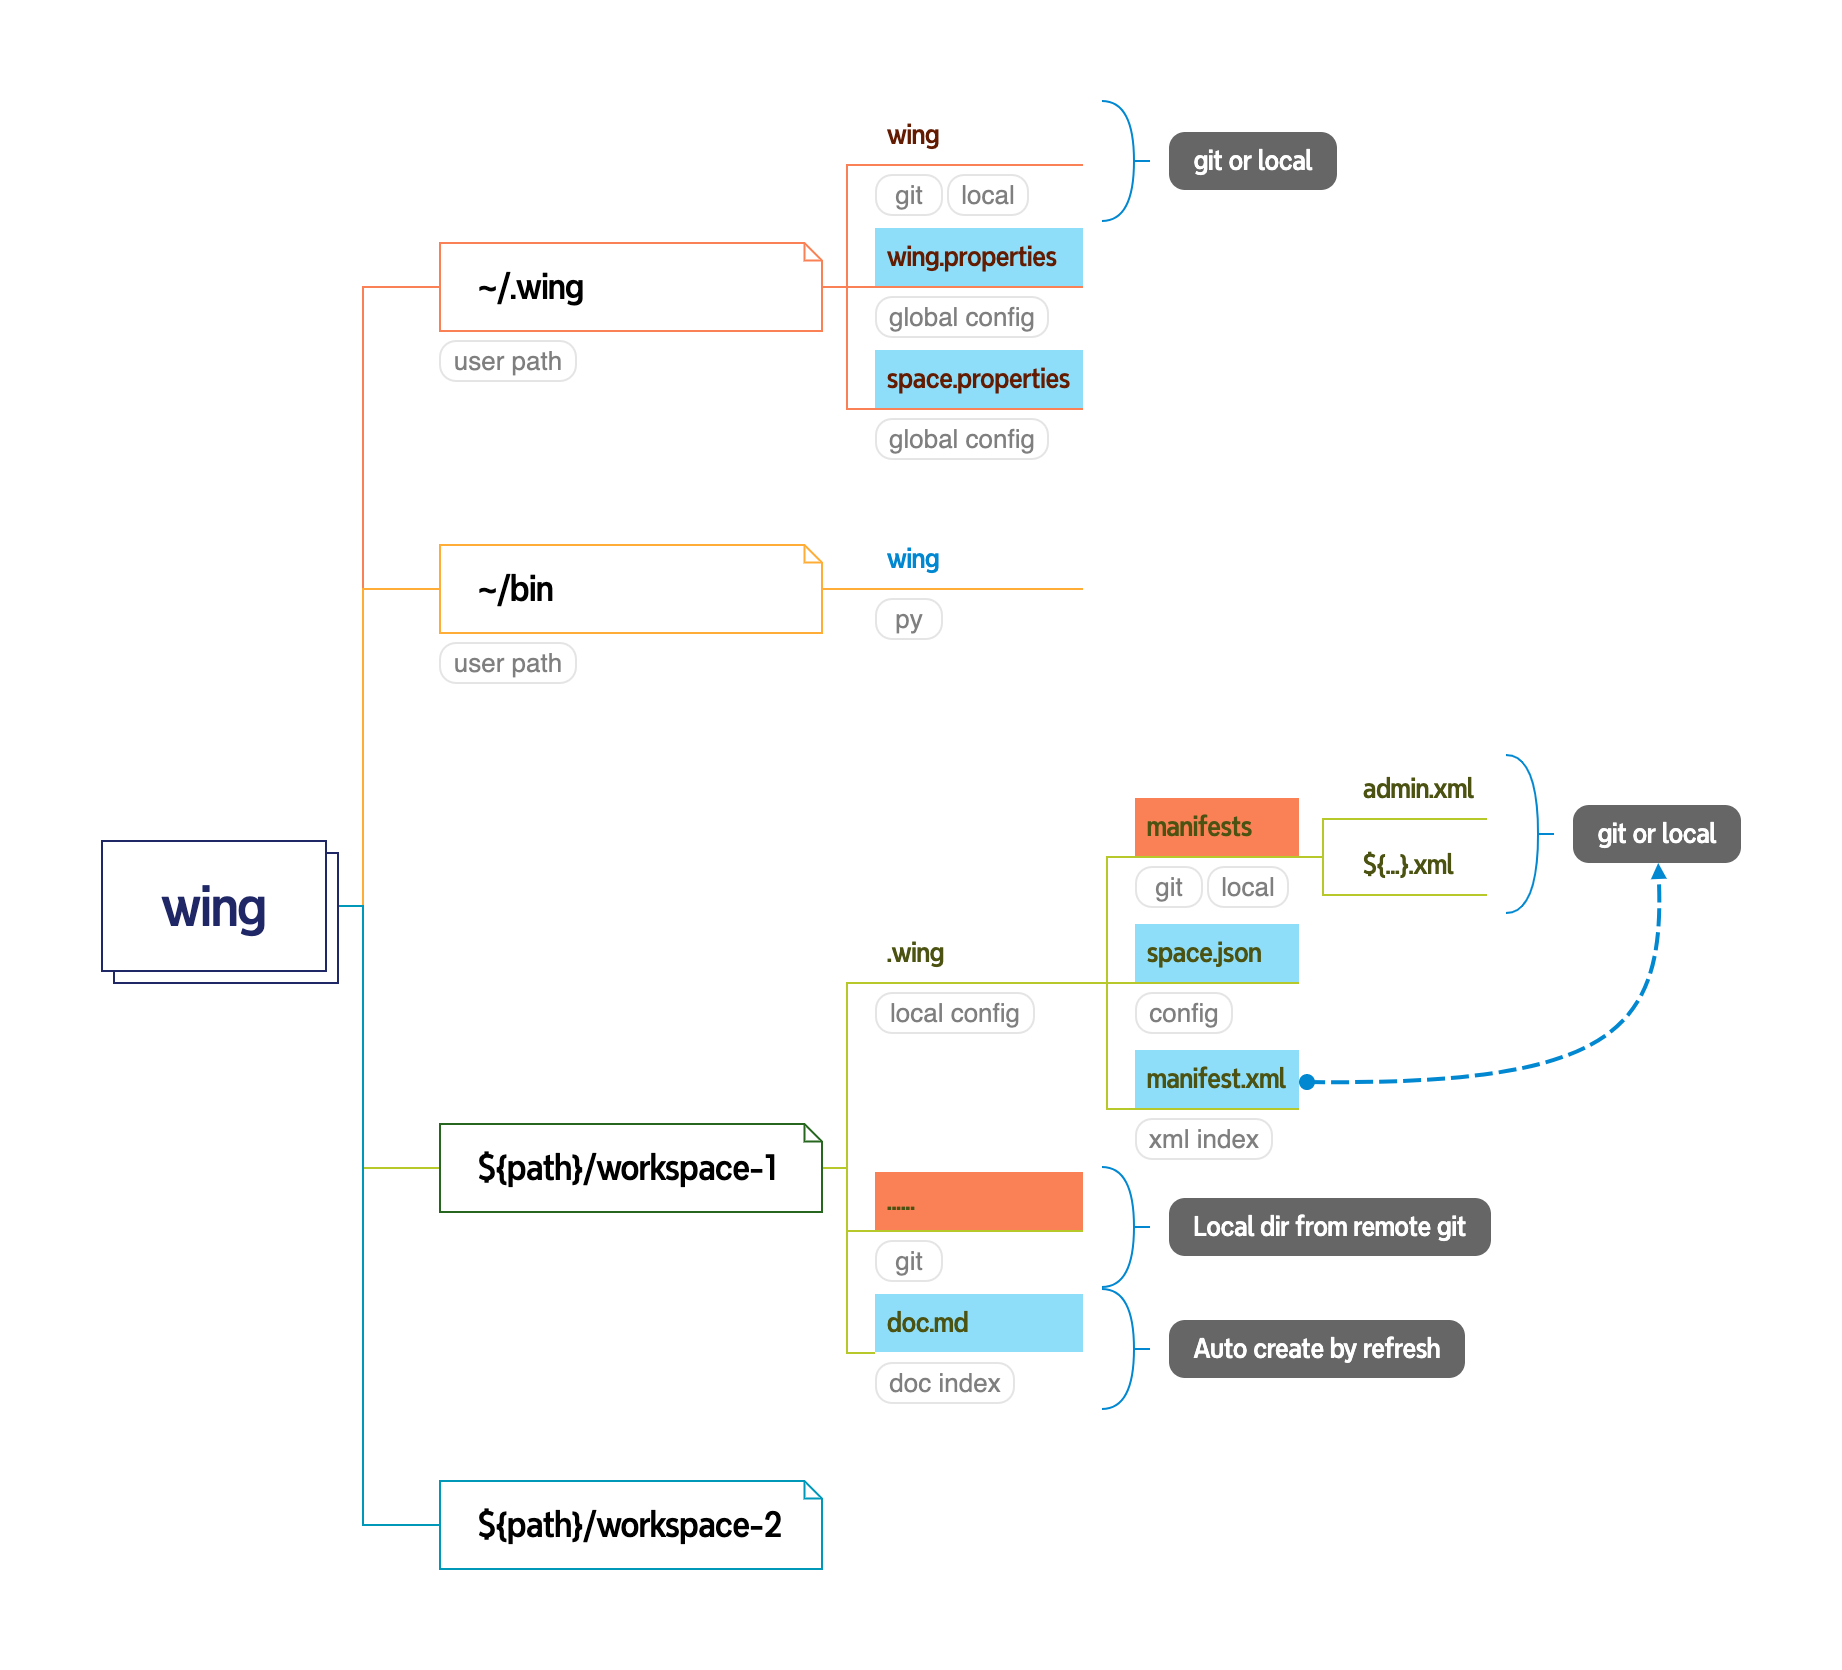 wing
~/.wing
user path
wing
git local
git or local
wing.properties
global config
space.properties
global config
~/bin
user path
wing
py
${path}/workspace-1
.wing
local config
manifests
git local
admin.xml
${...}.xml
git or local
space.json
config
manifest.xml
xml index
......
git
Local dir from remote git
doc.md
doc index
Auto create by refresh
${path}/workspace-2